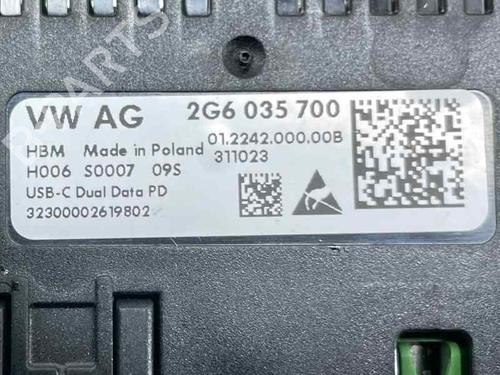 VW AG 2G6 035 700
HBM Made in Poland 01.2242.000.00B
H006 S0007 09S 311023
USB-C Dual Data PD
32300002619802